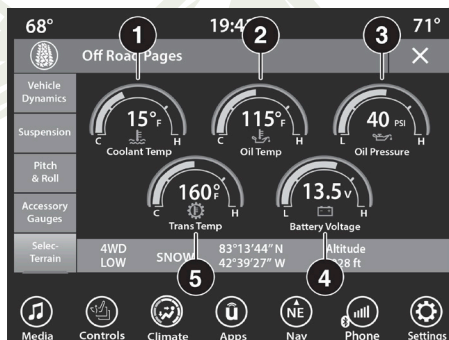 68°
1
19:4
2
3
71°
Off Road Pages
Vehicle
Dynamics
Suspension
Pitch
& Roll
Accessory
Gauges
Selec-
Terrain
15°F
C H
Coolant Temp
115°F
C H
Oil Temp
40 PSI
L H
Oil Pressure
160°F
C H
Trans Temp
13.5V
L H
Battery Voltage
4WD
LOW
SNOW
83°13’44” N
42°39’27” W
Altitude
28 ft
5
4
Media
Controls
Climate
û
Apps
NE
Nav
Phone
Settings